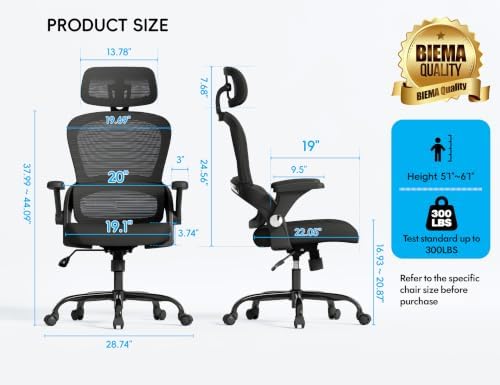 PRODUCT SIZE
13.78"
7.68"
BIEMA
QUALITY
BIEMA Quality
19.69"
3"
20"
19.1"
3.74"
37.99 ~ 44.09"
24.56"
19"
9.5"
22.05"
16.93 ~ 20.87"
28.74"
Height 5'1"~6'1"
300
LBS
Test standard up to
300LBS
Refer to the specific
chair size before
purchase